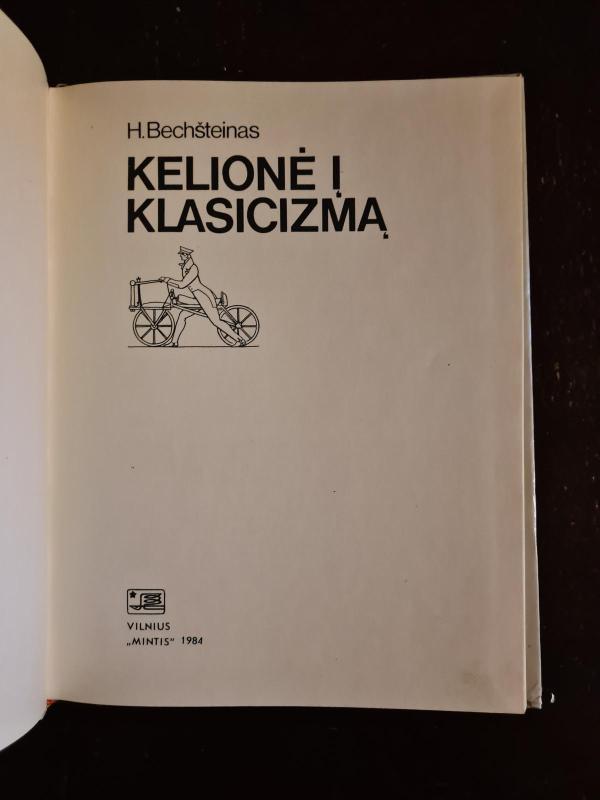 H.Bechšteinas
KELIONĖ Į
KLASICIZMĄ
VILNIUS
„MINTIS“ 1984